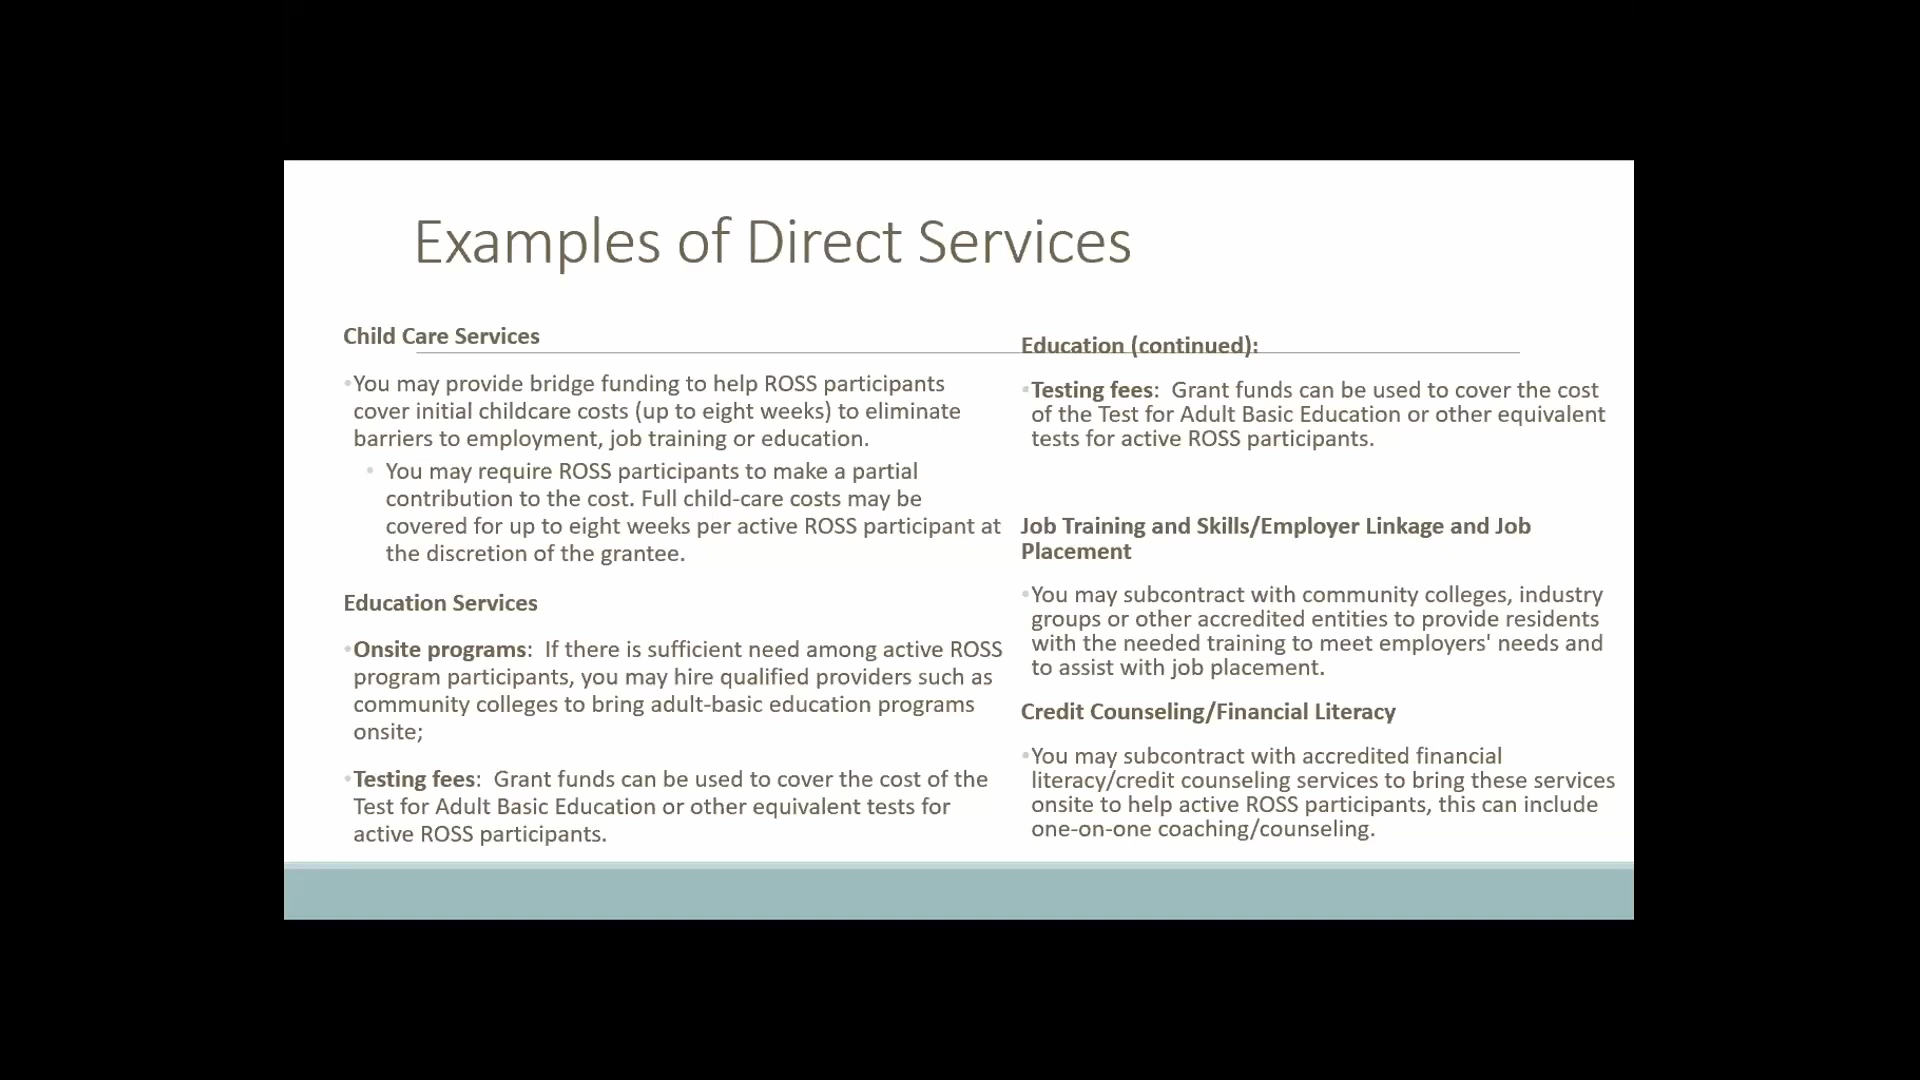 Examples of Direct Services
Child Care Services
•You may provide bridge funding to help ROSS participants
cover initial childcare costs (up to eight weeks) to eliminate
barriers to employment, job training or education.
• You may require ROSS participants to make a partial
contribution to the cost. Full child-care costs may be
covered for up to eight weeks per active ROSS participant at
the discretion of the grantee.
Education Services
•Onsite programs:  If there is sufficient need among active ROSS
program participants, you may hire qualified providers such as
community colleges to bring adult-basic education programs
onsite;
•Testing fees:  Grant funds can be used to cover the cost of the
Test for Adult Basic Education or other equivalent tests for
active ROSS participants.
Education (continued):
•Testing fees:  Grant funds can be used to cover the cost
of the Test for Adult Basic Education or other equivalent
tests for active ROSS participants.
Job Training and Skills/Employer Linkage and Job
Placement
•You may subcontract with community colleges, industry
groups or other accredited entities to provide residents
with the needed training to meet employers' needs and
to assist with job placement.
Credit Counseling/Financial Literacy
•You may subcontract with accredited financial
literacy/credit counseling services to bring these services
onsite to help active ROSS participants, this can include
one-on-one coaching/counseling.